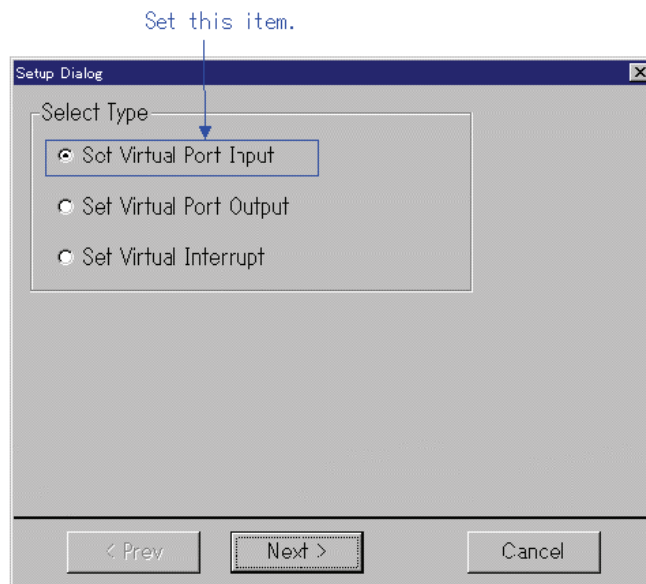 Set this item.
Setup Dialog
Select Type
Set Virtual Port Input
Set Virtual Port Output
Set Virtual Interrupt
< Prev
Next >
Cancel